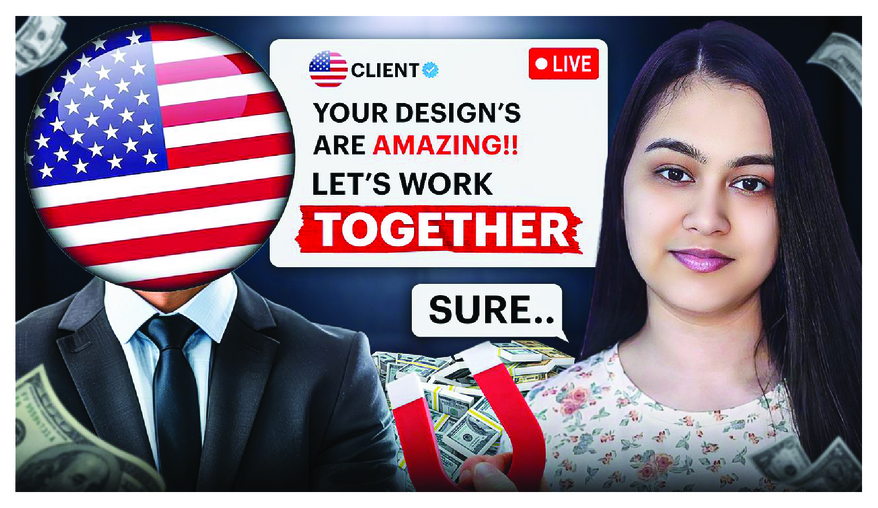 CLIENT
LIVE
YOUR DESIGN'S
ARE AMAZING!!
LET'S WORK
TOGETHER
SURE..